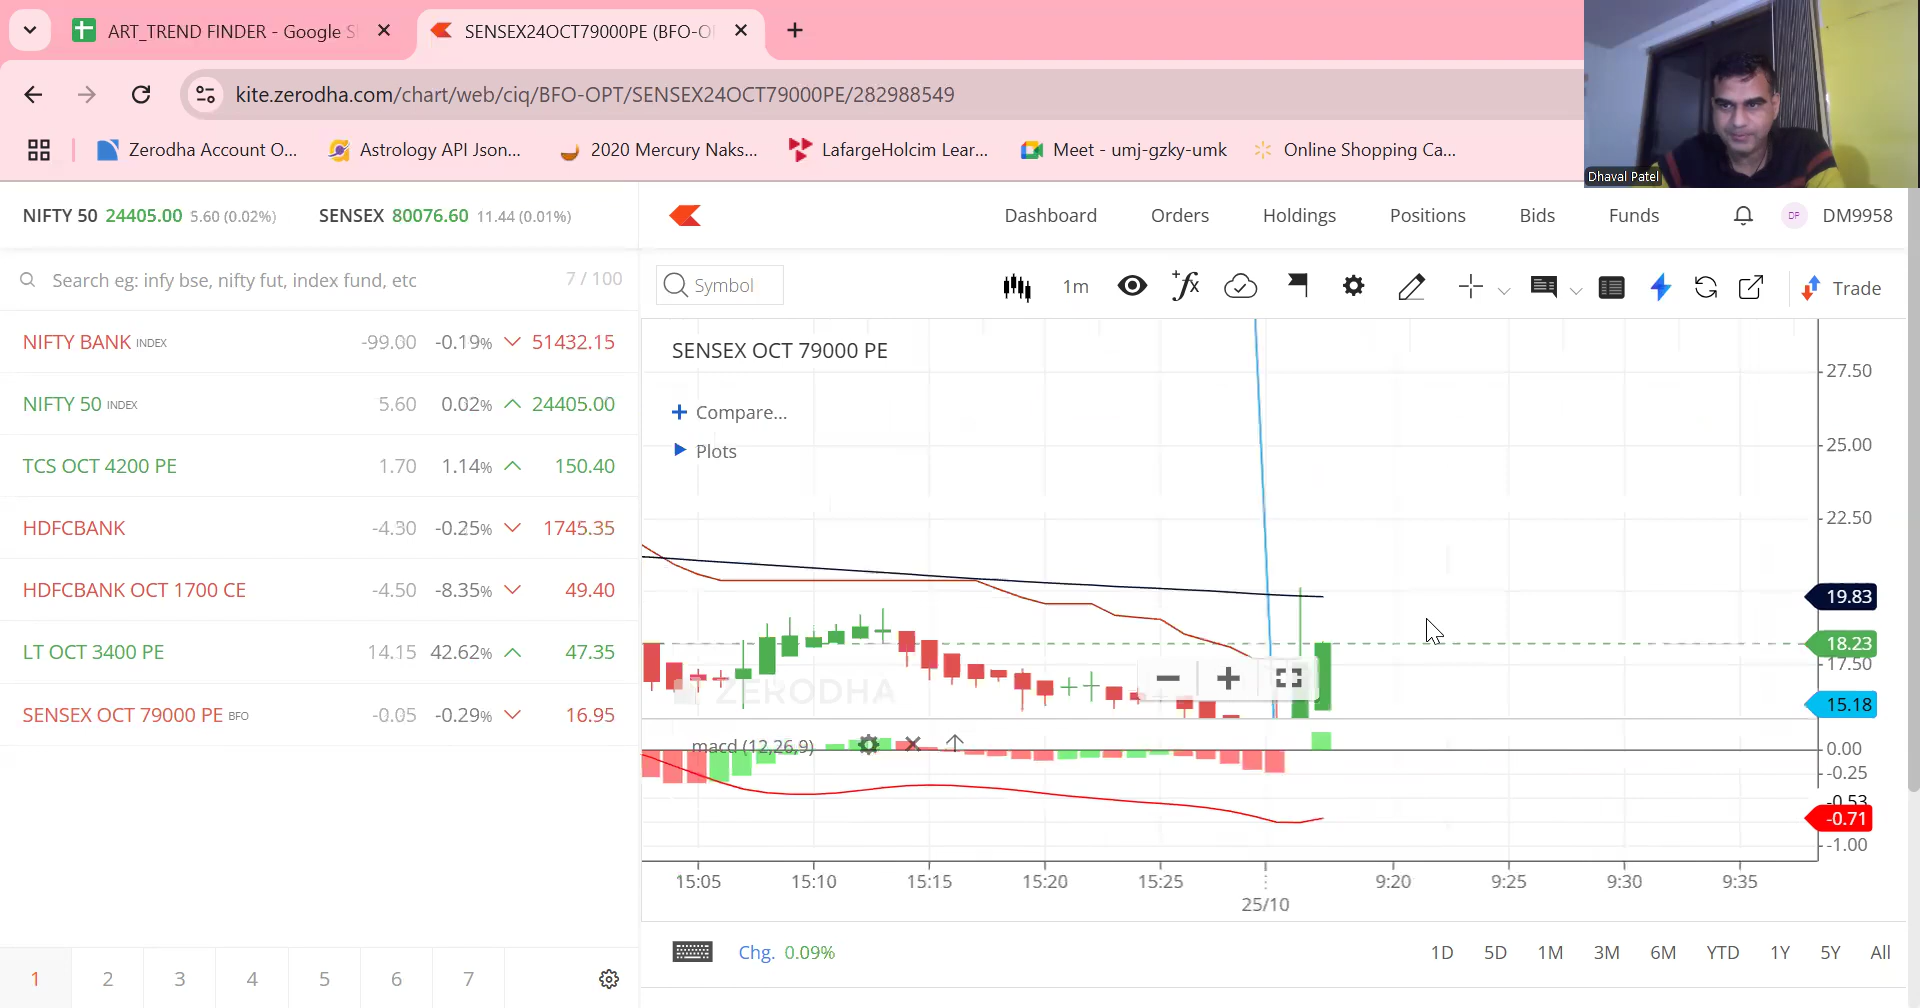 ART_TREND FINDER - Google S
SENSEX24OCT79000PE (BFO-O
kite.zerodha.com/chart/web/ciq/BFO-OPT/SENSEX24OCT79000PE/282988549
Zerodha Account O...
Astrology API Json...
2020 Mercury Naks...
LafargeHolcim Lear...
Meet - umj-gzky-umk
Online Shopping Ca...
Dhaval Patel
NIFTY 50 24405.00 5.60 (0.02%)
SENSEX 80076.60 11.44 (0.01%)
Dashboard
Orders
Holdings
Positions
Bids
Funds
DP
DM9958
Search eg: infy bse, nifty fut, index fund, etc
7 / 100
Symbol
1m
Trade
NIFTY BANK INDEX -99.00 -0.19% 51432.15
NIFTY 50 INDEX 5.60 0.02% 24405.00
TCS OCT 4200 PE 1.70 1.14% 150.40
HDFCBANK -4.30 -0.25% 1745.35
HDFCBANK OCT 1700 CE -4.50 -8.35% 49.40
LT OCT 3400 PE 14.15 42.62% 47.35
SENSEX OCT 79000 PE BFO -0.05 -0.29% 16.95
SENSEX OCT 79000 PE
Compare...
Plots
27.50
25.00
22.50
19.83
18.23
17.50
15.18
ZERODHA
macd (12,26,9)
0.00
-0.25
-0.53
-0.71
-1.00
15:05
15:10
15:15
15:20
15:25
25/10
9:20
9:25
9:30
9:35
Chg. 0.09%
1D
5D
1M
3M
6M
YTD
1Y
5Y
All
1
2
3
4
5
6
7